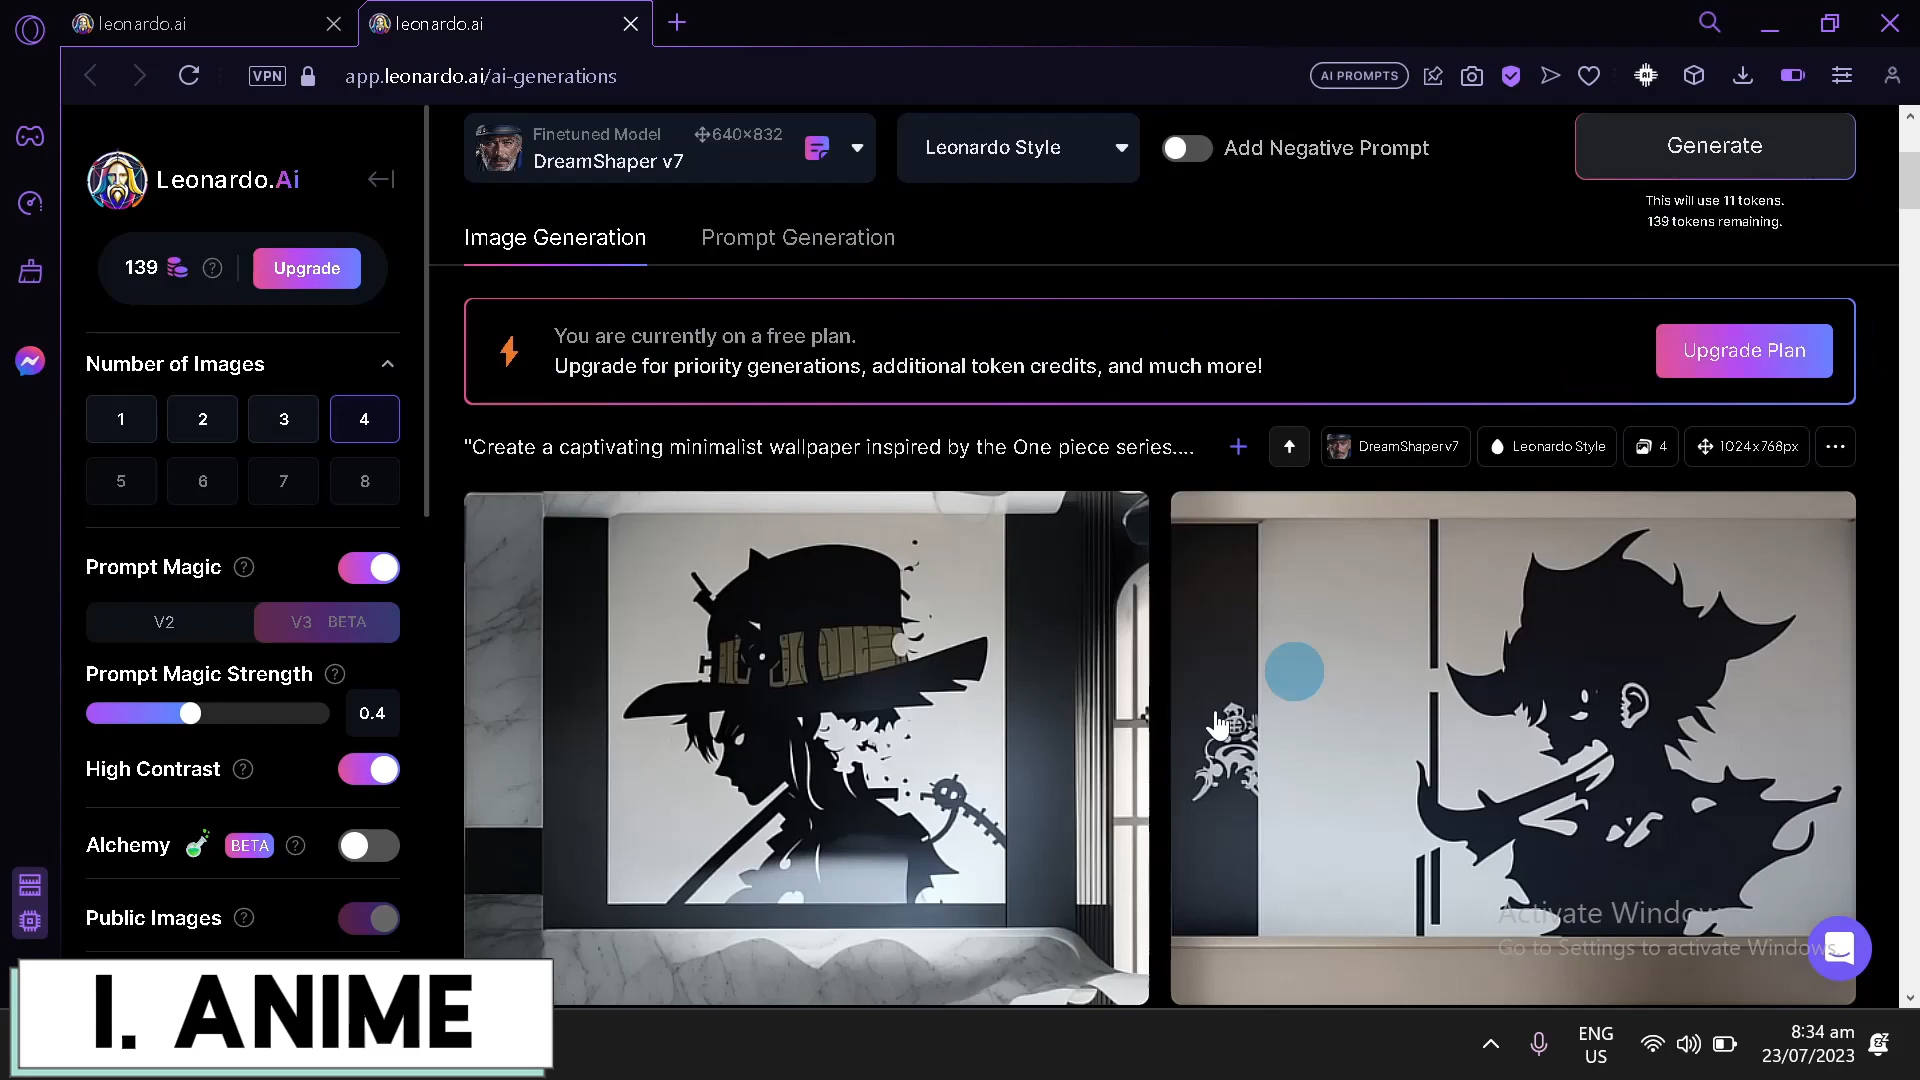 leonardo.ai
leonardo.ai
VPN
app.leonardo.ai/ai-generations
AI PROMPTS
Leonardo.Ai
139
Upgrade
Number of Images
1 2 3 4
5 6 7 8
Prompt Magic
V2
V3 BETA
Prompt Magic Strength
0.4
High Contrast
Alchemy BETA
Public Images
Finetuned Model
640×832
DreamShaper v7
Leonardo Style
Add Negative Prompt
Generate
This will use 11 tokens.
139 tokens remaining.
Image Generation
Prompt Generation
You are currently on a free plan.
Upgrade for priority generations, additional token credits, and much more!
Upgrade Plan
"Create a captivating minimalist wallpaper inspired by the One piece series....
DreamShaper v7
Leonardo Style
4
1024x768px
Activate Windows
Go to Settings to activate Windows.
I. ANIME
ENG
US
8:34 am
23/07/2023